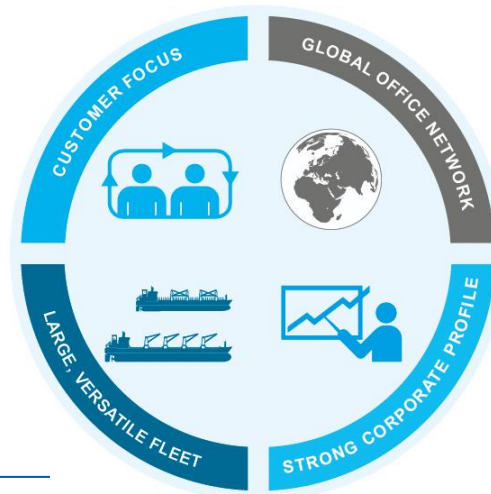 CUSTOMER FOCUS
GLOBAL OFFICE NETWORK
LARGE, VERSATILE FLEET
STRONG CORPORATE PROFILE